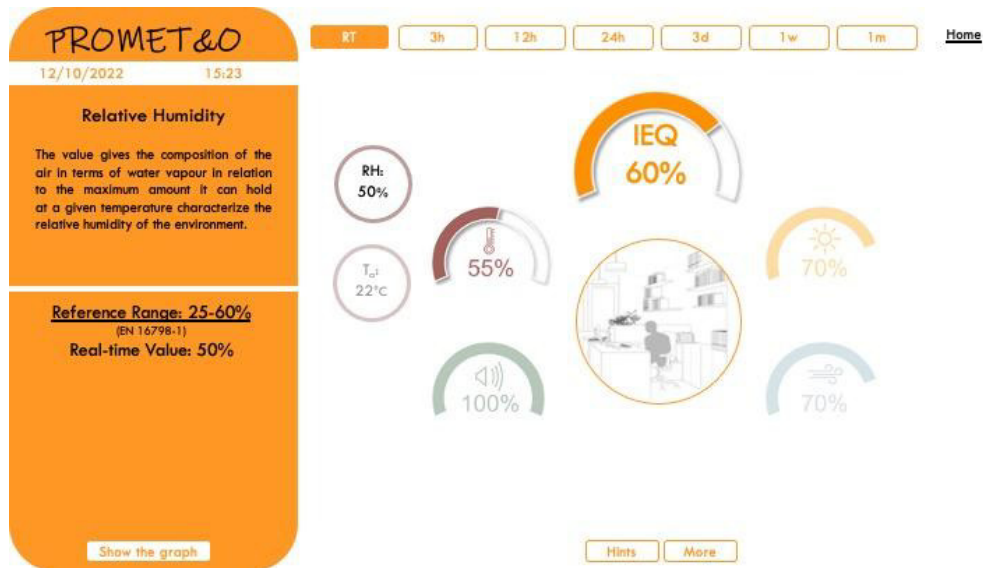 PROMET&O
12/10/2022 15:23
Relative Humidity
The value gives the composition of the
air in terms of water vapour in relation
to the maximum amount it can hold
at a given temperature characterize the
relative humidity of the environment.
Reference Range: 25-60%
(EN 16798-1)
Real-time Value: 50%
Show the graph
RT 3h 12h 24h 3d 1w 1m Home
IEQ
60%
RH:
50%
55%
To:
22°C
70%
100%
70%
Hints More